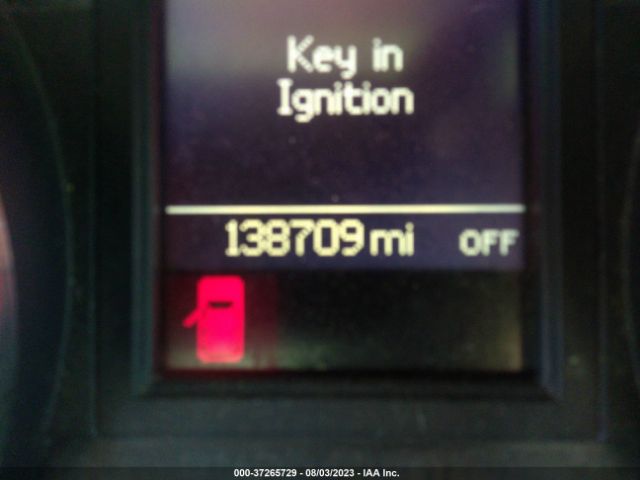 Key in
Ignition
138709 mi OFF
000-37265729 - 08/03/2023 - IAA Inc.